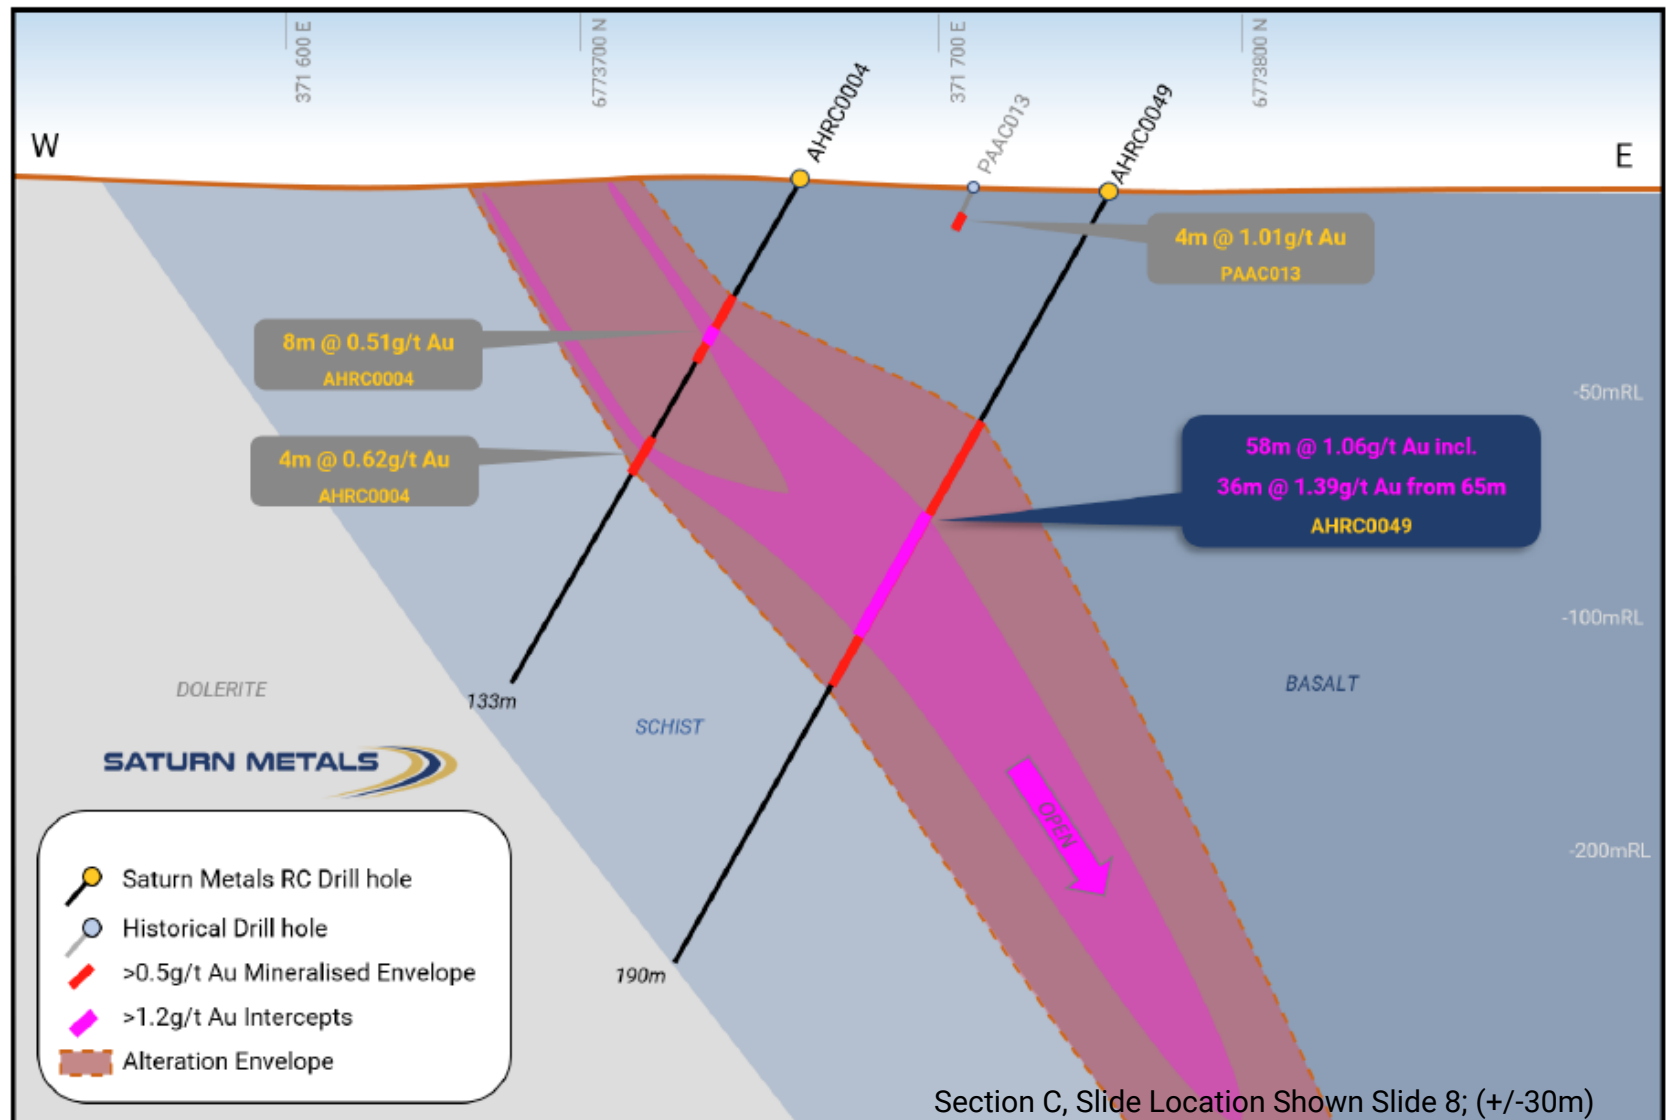 371 600 E
6773700 N
371 700 E
6773800 N
W
E
AHRC0004
PAAC013
AHRC0049
4m @ 1.01g/t Au
PAAC013
8m @ 0.51g/t Au
AHRC0004
4m @ 0.62g/t Au
AHRC0004
-50mRL
58m @ 1.06g/t Au incl.
36m @ 1.39g/t Au from 65m
AHRC0049
-100mRL
DOLERITE
133m
SCHIST
BASALT
SATURN METALS
OPEN
-200mRL
190m
Saturn Metals RC Drill hole
Historical Drill hole
>0.5g/t Au Mineralised Envelope
>1.2g/t Au Intercepts
Alteration Envelope
Section C, Slide Location Shown Slide 8; (+/-30m)